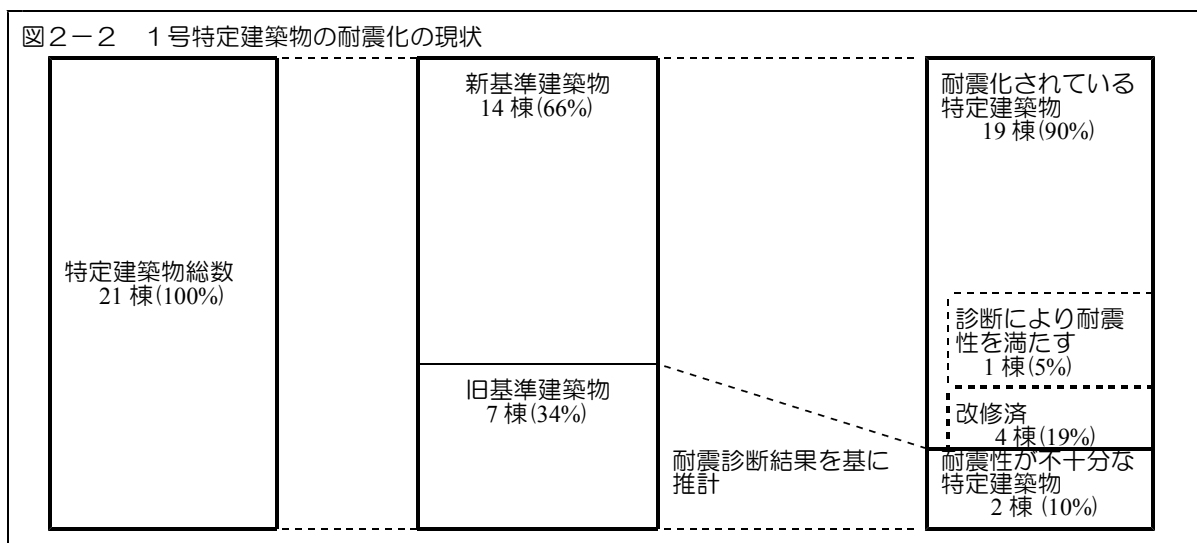 図２－２　１号特定建築物の耐震化の現状
特定建築物総数
21 棟(100%)
新基準建築物
14 棟(66%)
旧基準建築物
7 棟(34%)
耐震診断結果を基に
推計
耐震化されている
特定建築物
19 棟(90%)
診断により耐震
性を満たす
1 棟(5%)
改修済
4 棟(19%)
耐震性が不十分な
特定建築物
2 棟 (10%)